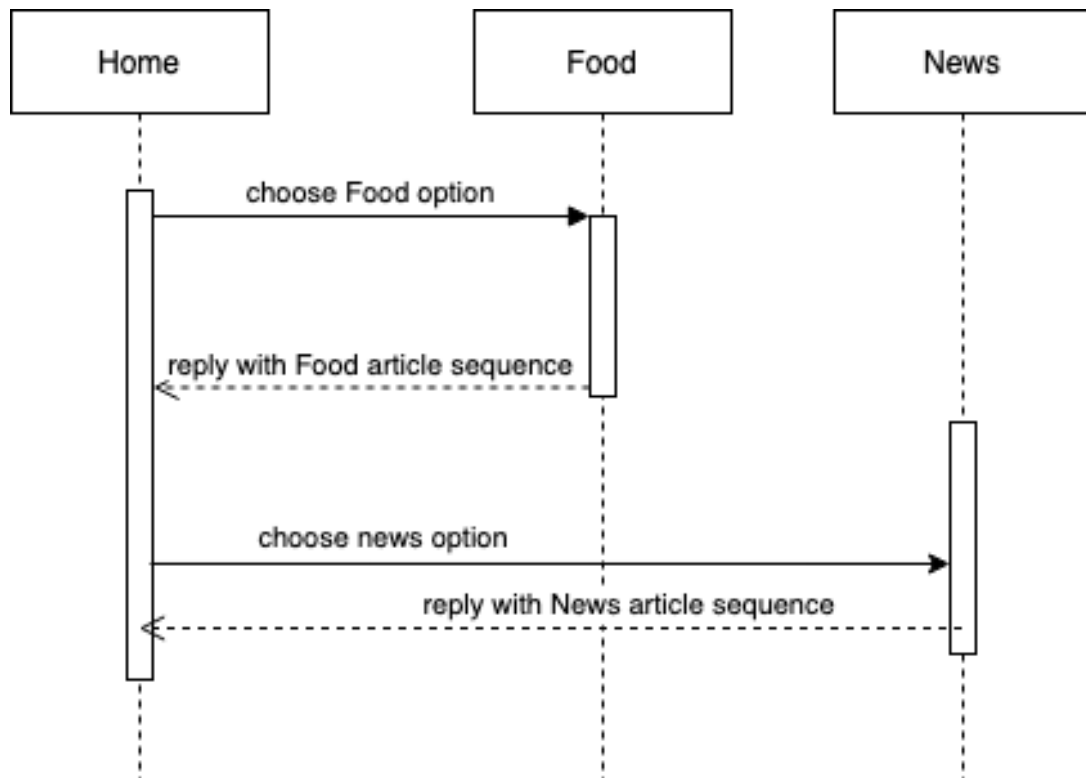 Home
Food
News
choose Food option
reply with Food article sequence
choose news option
reply with News article sequence